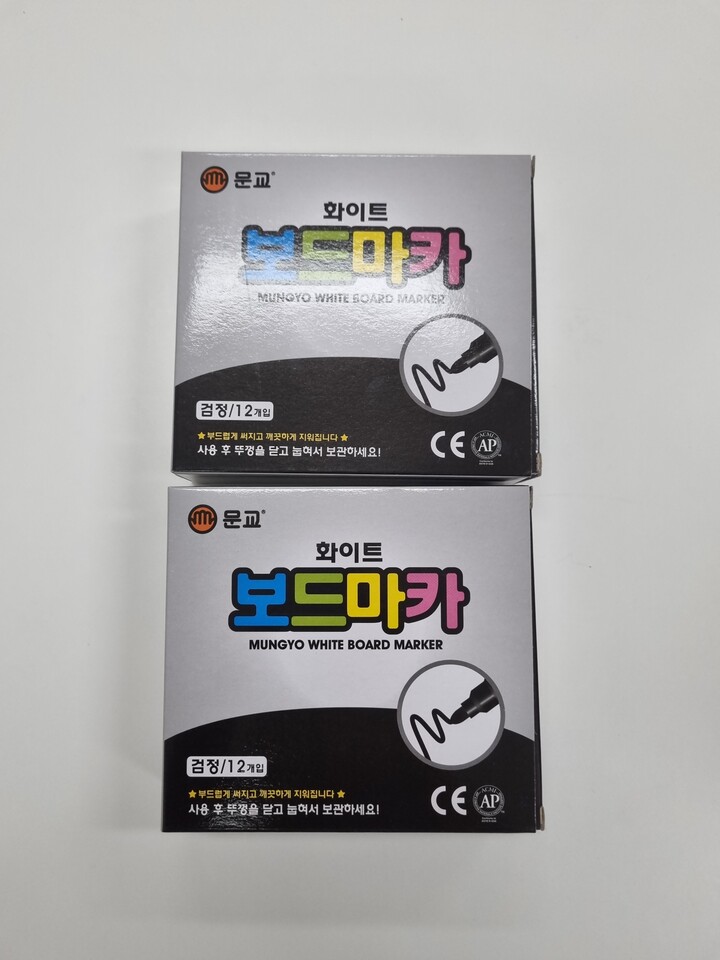 문교®
화이트
보드마카
MUNGYO WHITE BOARD MARKER
검정/12개입
★부드럽게 써지고 깨끗하게 지워집니다★
사용 후 뚜껑을 닫고 눕혀서 보관하세요!
CE
ACMI
AP
문교®
화이트
보드마카
MUNGYO WHITE BOARD MARKER
검정/12개입
★부드럽게 써지고 깨끗하게 지워집니다★
사용 후 뚜껑을 닫고 눕혀서 보관하세요!
CE
ACMI
AP